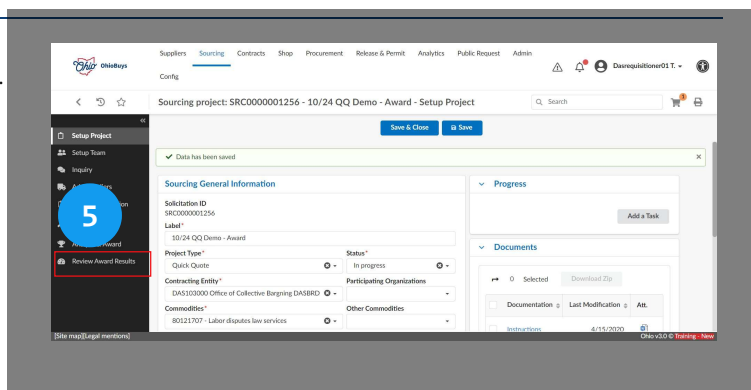 Suppliers Sourcing Contracts Shop Procurement Release & Permit Analytics Public Request Admin
Ohio OhioBuys
Config
Dasrequisitioner01 T.
Sourcing project: SRC0000001256 - 10/24 QQ Demo - Award - Setup Project
Search
1
Save & Close Save
Setup Project
Setup Team
Inquiry
5
Award
Review Award Results
Data has been saved
Sourcing General Information
Solicitation ID
SRC0000001256
Label*
10/24 QQ Demo - Award
Project Type* Status*
Quick Quote In progress
Contracting Entity* Participating Organizations
DAS103000 Office of Collective Bargning DASBRD
Commodities* Other Commodities
80121707 - Labor disputes law services
Progress
Add a Task
Documents
0 Selected Download Zip
Documentation Last Modification Att.
Instructions 4/15/2020
[Site map][Legal mentions]
Ohio v3.0 © Training - New